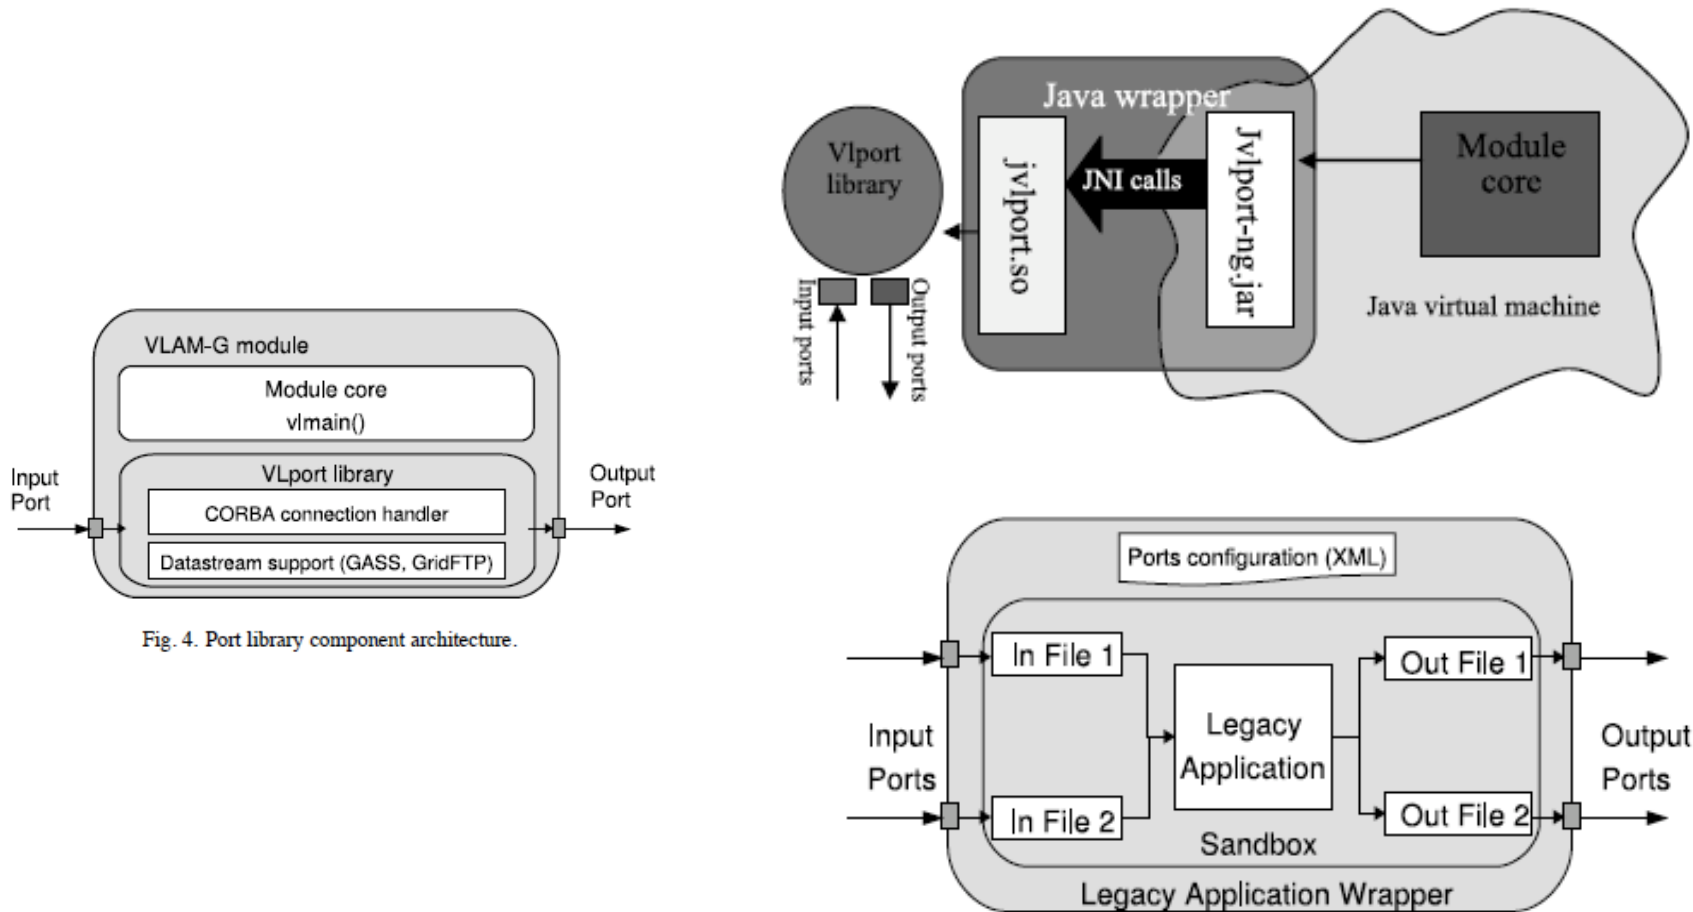 VLAM-G module
Module core
vlmain()
VLport library
CORBA connection handler
Datastream support (GASS, GridFTP)
Input
Port
Output
Port
Fig. 4. Port library component architecture.
Vlport
library
Input ports
Output ports
Java wrapper
jvlport.so
JNI calls
Jvlport-ng.jar
Module
core
Java virtual machine
Ports configuration (XML)
In File 1
In File 2
Legacy
Application
Out File 1
Out File 2
Input
Ports
Output
Ports
Sandbox
Legacy Application Wrapper